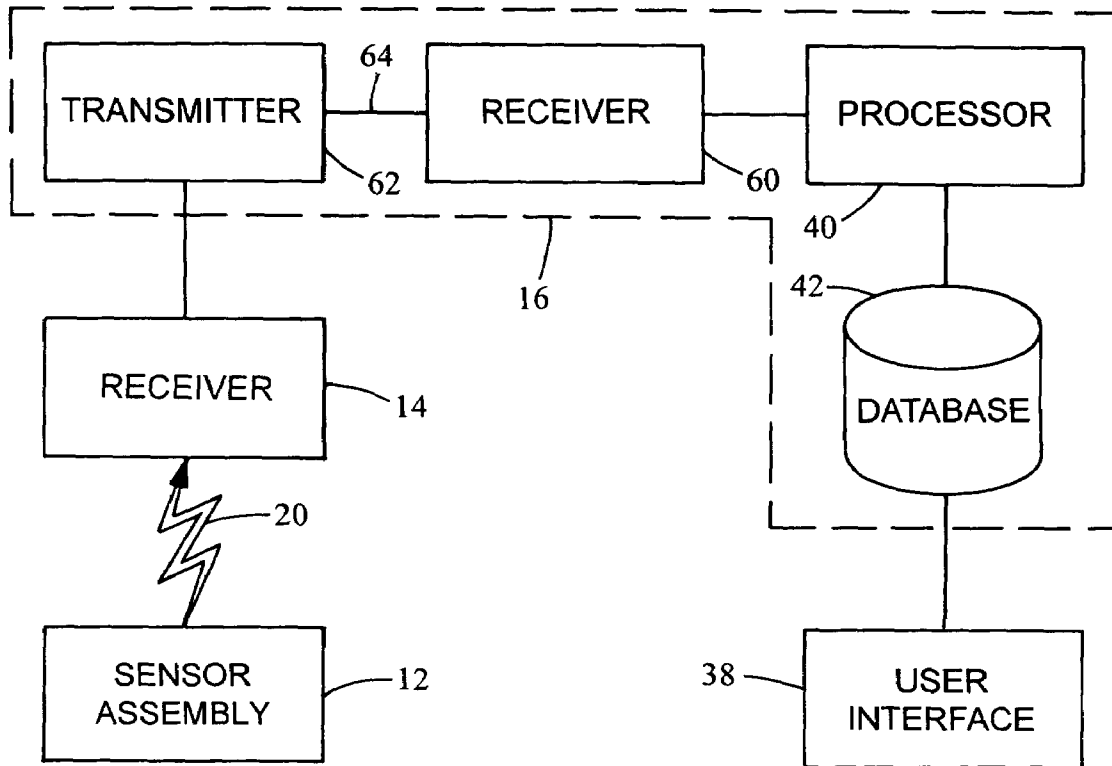 TRANSMITTER
64
RECEIVER
PROCESSOR
62
60
40
16
42
RECEIVER
14
DATABASE
20
SENSOR
ASSEMBLY
12
38
USER
INTERFACE